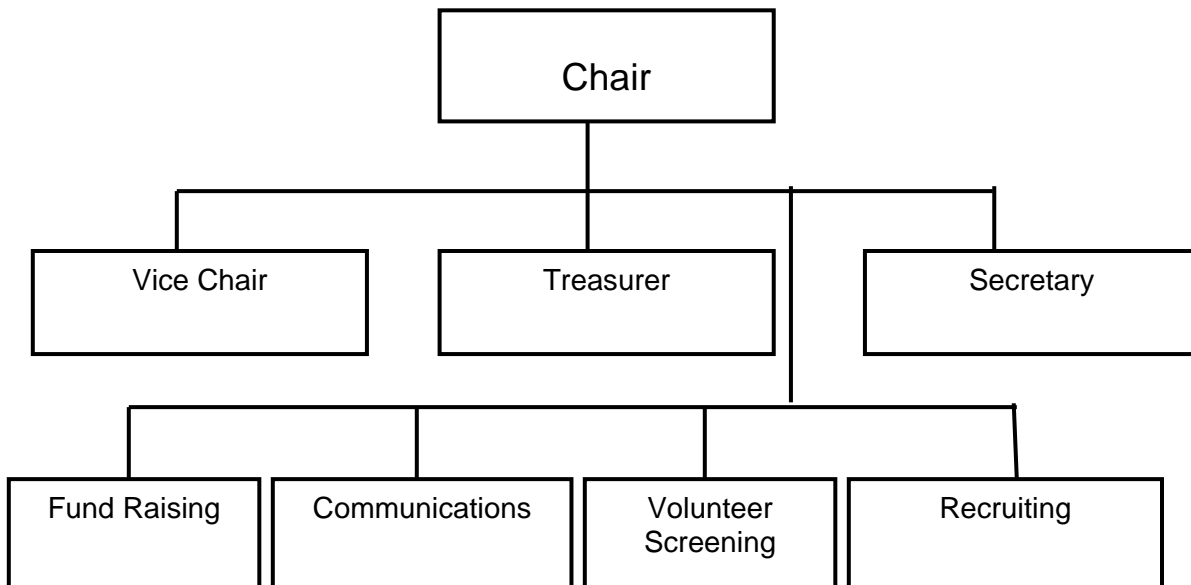 Chair
Vice Chair
Treasurer
Secretary
Fund Raising
Communications
Volunteer
Screening
Recruiting